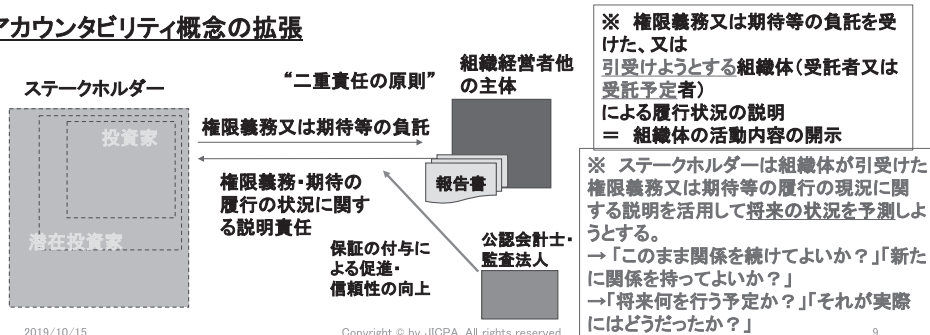 アカウンタビリティ概念の拡張
ステークホルダー
投資家
潜在投資家
“二重責任の原則”
権限義務又は期待等の負託
組織経営者他
の主体
報告書
権限義務・期待の
履行の状況に関す
る説明責任
保証の付与に
よる促進・
信頼性の向上
公認会計士・
監査法人
※ 権限義務又は期待等の負託を受
けた、又は
引受けようとする組織体(受託者又は
受託予定者)
による履行状況の説明
= 組織体の活動内容の開示
※ ステークホルダーは組織体が引受けた
権限義務又は期待等の履行の現況に関
する説明を活用して将来の状況を予測しよ
うとする。
→「このまま関係を続けてよいか?」「新た
に関係を持ってよいか?」
→「将来何を行う予定か?」「それが実際
にはどうだったか?」
2019/10/15
Copyright © by JICPA. All rights reserved
9